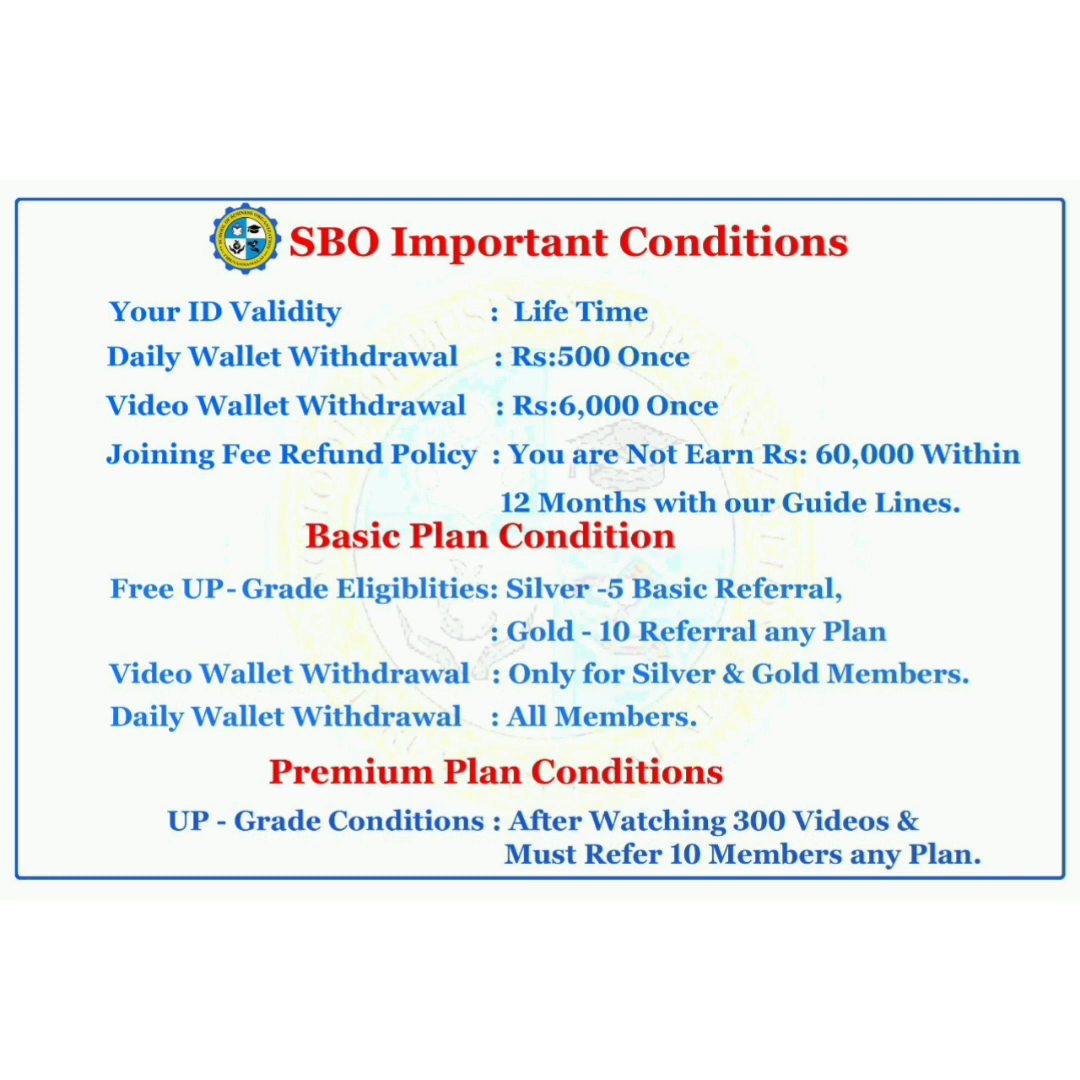 SBO Important Conditions
Your ID Validity : Life Time
Daily Wallet Withdrawal : Rs:500 Once
Video Wallet Withdrawal : Rs:6,000 Once
Joining Fee Refund Policy : You are Not Earn Rs: 60,000 Within
12 Months with our Guide Lines.
Basic Plan Condition
Free UP- Grade Eligiblities: Silver -5 Basic Referral,
: Gold - 10 Referral any Plan
Video Wallet Withdrawal : Only for Silver & Gold Members.
Daily Wallet Withdrawal : All Members.
Premium Plan Conditions
UP - Grade Conditions : After Watching 300 Videos &
Must Refer 10 Members any Plan.